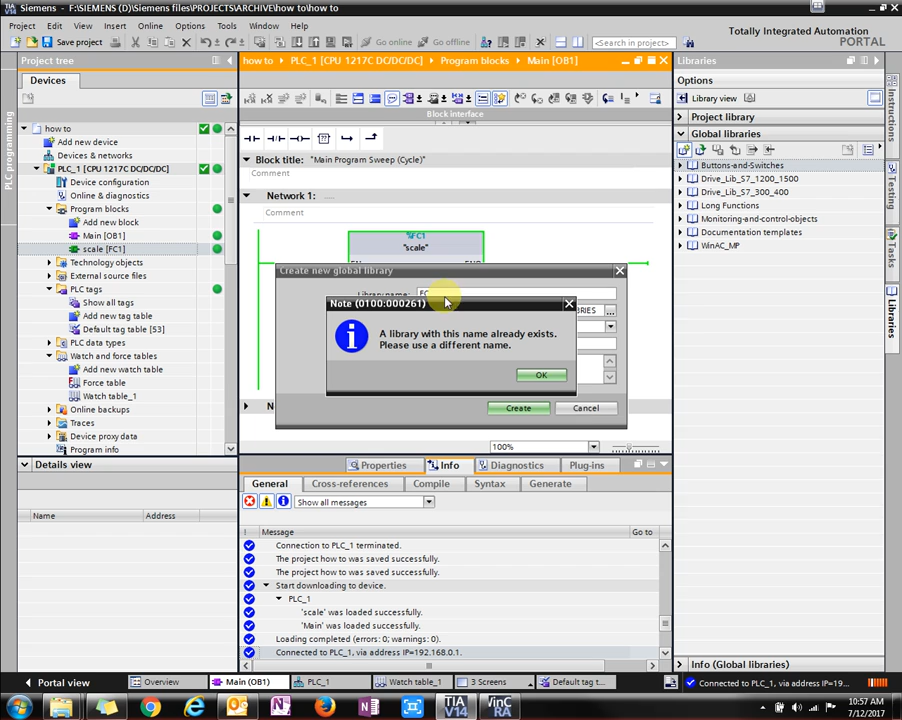 Siemens - F:\SIEMENS (D)\Siemens files\PROJECTS\ARCHIVE\how to\how to
Project Edit View Insert Online Options Tools Window Help
Totally Integrated Automation
PORTAL
Save project
Go online
Go offline
<Search in project>
Project tree
how to
PLC_1 [CPU 1217C DC/DC/DC]
Program blocks
Main [OB1]
Libraries
Devices
Options
Library view
Block interface
Project library
Global libraries
how to
Add new device
Devices & networks
PLC_1 [CPU 1217C DC/DC/DC]
Device configuration
Online & diagnostics
Program blocks
Add new block
Main [OB1]
scale [FC1]
Technology objects
External source files
PLC tags
Show all tags
Add new tag table
Default tag table [53]
PLC data types
Watch and force tables
Add new watch table
Force table
Watch table_1
Online backups
Traces
Device proxy data
Program info
Details view
Name
Address
PLC programming
Block title: "Main Program Sweep (Cycle)"
Comment
Network 1: .....
Comment
%FC1
"scale"
Create new global library
Library name:
Note (0100:000261)
A library with this name already exists.
Please use a different name.
OK
Create
Cancel
100%
Buttons-and-Switches
Drive_Lib_S7_1200_1500
Drive_Lib_S7_300_400
Long Functions
Monitoring-and-control-objects
Documentation templates
WinAC_MP
Instructions
Testing
Tasks
Libraries
Info (Global libraries)
Properties
Info
Diagnostics
Plug-ins
General
Cross-references
Compile
Syntax
Generate
Show all messages
!
Message
Go to
Connection to PLC_1 terminated.
The project how to was saved successfully.
The project how to was saved successfully.
Start downloading to device.
PLC_1
'scale' was loaded successfully.
'Main' was loaded successfully.
Loading completed (errors: 0; warnings: 0).
Connected to PLC_1, via address IP=192.168.0.1.
Portal view
Overview
Main (OB1)
PLC_1
Watch table_1
3 Screens
Default tag t...
Connected to PLC_1, via address IP=19...
TIA
V14
10:57 AM
7/12/2017